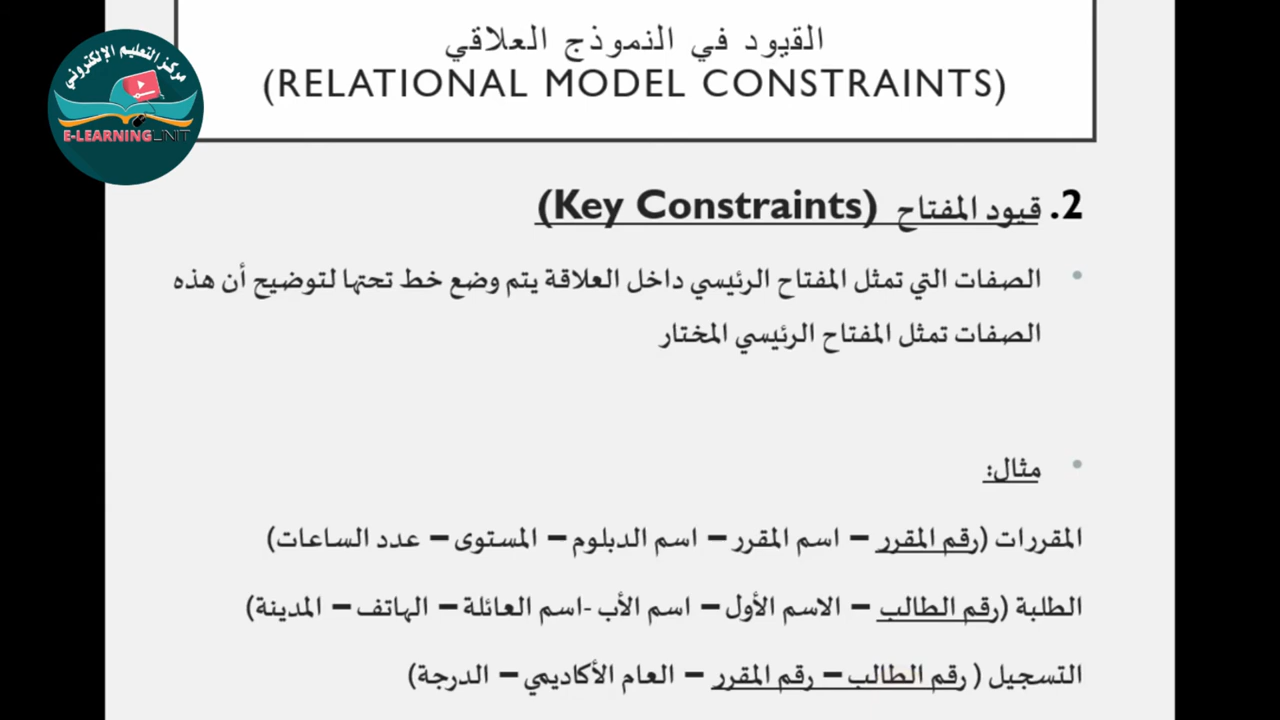 مركز التعليم الإلكتروني
E-LEARNING UNIT
القيود في النموذج العلاقي
(RELATIONAL MODEL CONSTRAINTS)
2. قيود المفتاح (Key Constraints)
• الصفات التي تمثل المفتاح الرئيسي داخل العلاقة يتم وضع خط تحتها لتوضيح أن هذه
الصفات تمثل المفتاح الرئيسي المختار
• مثال:
المقررات (رقم المقرر – اسم المقرر – اسم الدبلوم – المستوى – عدد الساعات)
الطلبة (رقم الطالب – الاسم الأول – اسم الأب -اسم العائلة – الهاتف – المدينة)
التسجيل ( رقم الطالب – رقم المقرر – العام الأكاديمي – الدرجة)